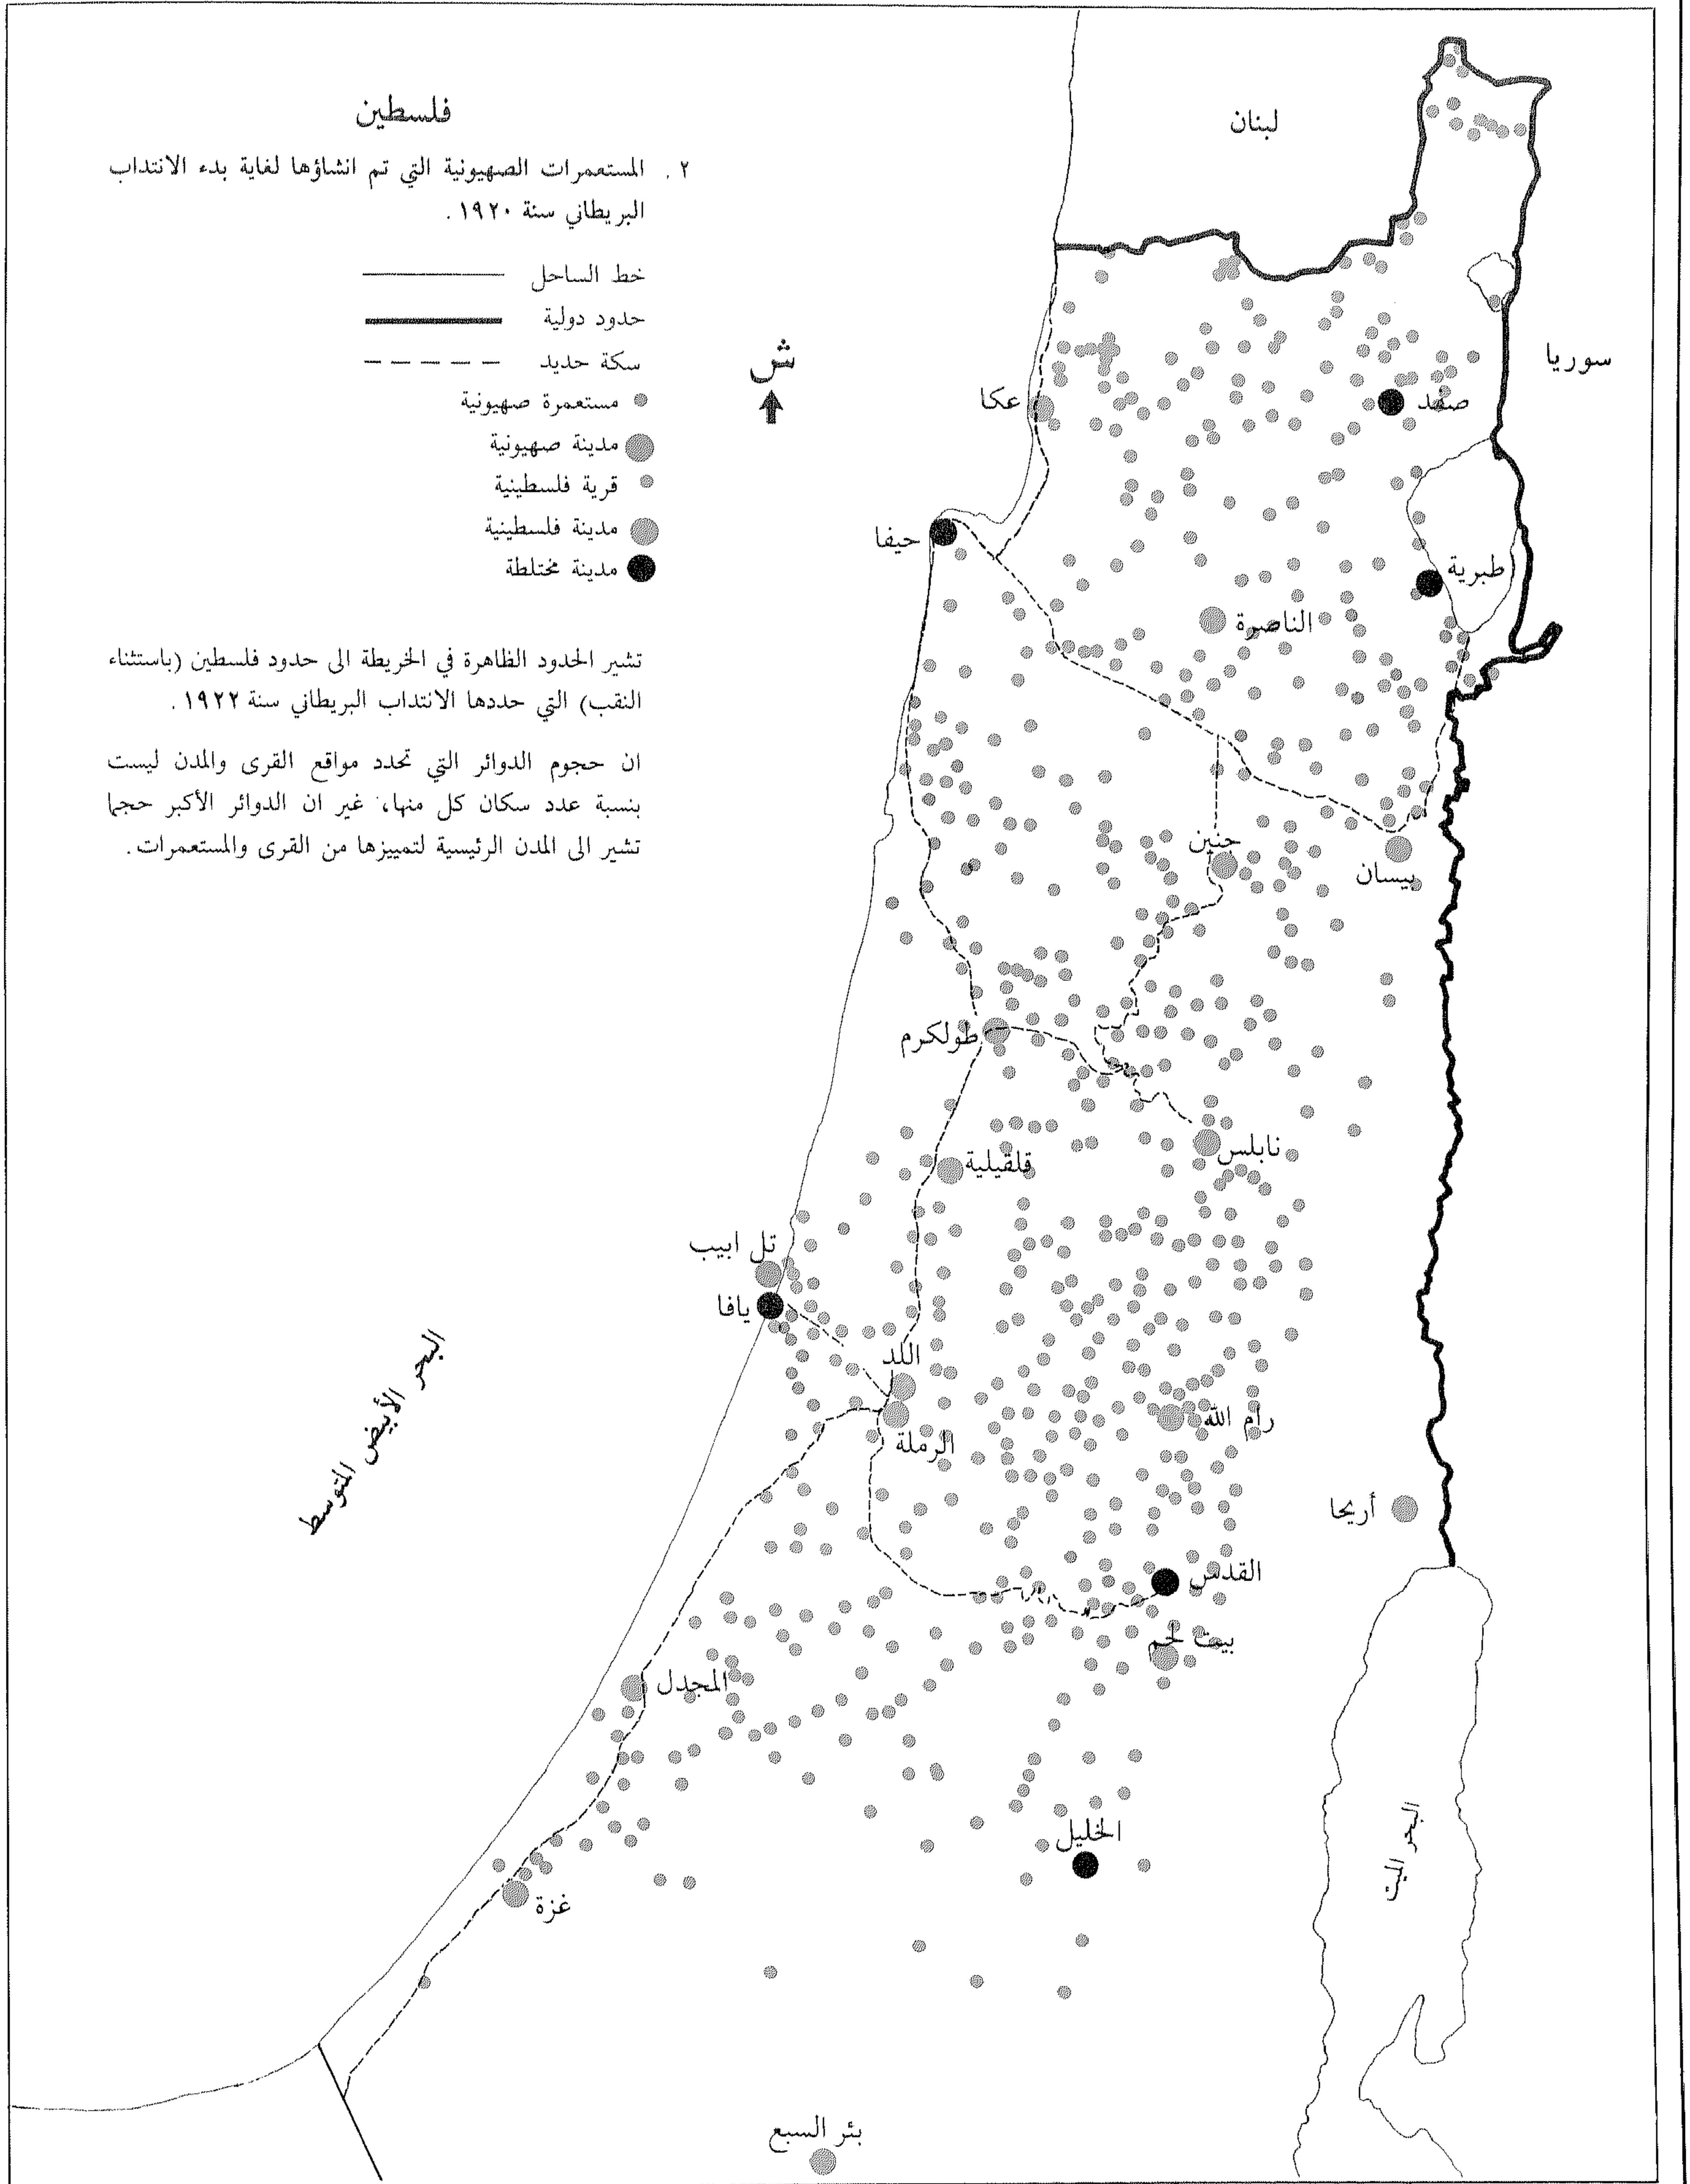 فلسطين
٢ . المستعمرات الصهيونية التي تم انشاؤها لغاية بدء الانتداب
البريطاني سنة ١٩٢٠ .
خط الساحل
حدود دولية
سكة حديد
مستعمرة صهيونية
مدينة صهيونية
قرية فلسطينية
مدينة فلسطينية
مدينة مختلطة
تشير الحدود الظاهرة في الخريطة الى حدود فلسطين (باستثناء
النقب) التي حددها الانتداب البريطاني سنة ١٩٢٢ .
ان حجوم الدوائر التي تحدد مواقع القرى والمدن ليست
بنسبة عدد سكان كل منها، غير ان الدوائر الأكبر حجما
تشير الى المدن الرئيسية لتمييزها من القرى والمستعمرات .
ش
لبنان
سوريا
صفد
عكا
حيفا
طبرية
الناصرة
جنين
بيسان
طولكرم
نابلس
قلقيلية
تل ابيب
يافا
اللد
الرملة
رام الله
أريحا
القدس
بيت لحم
المجدل
الخليل
غزة
بئر السبع
البحر الأبيض المتوسط
البحر الميت